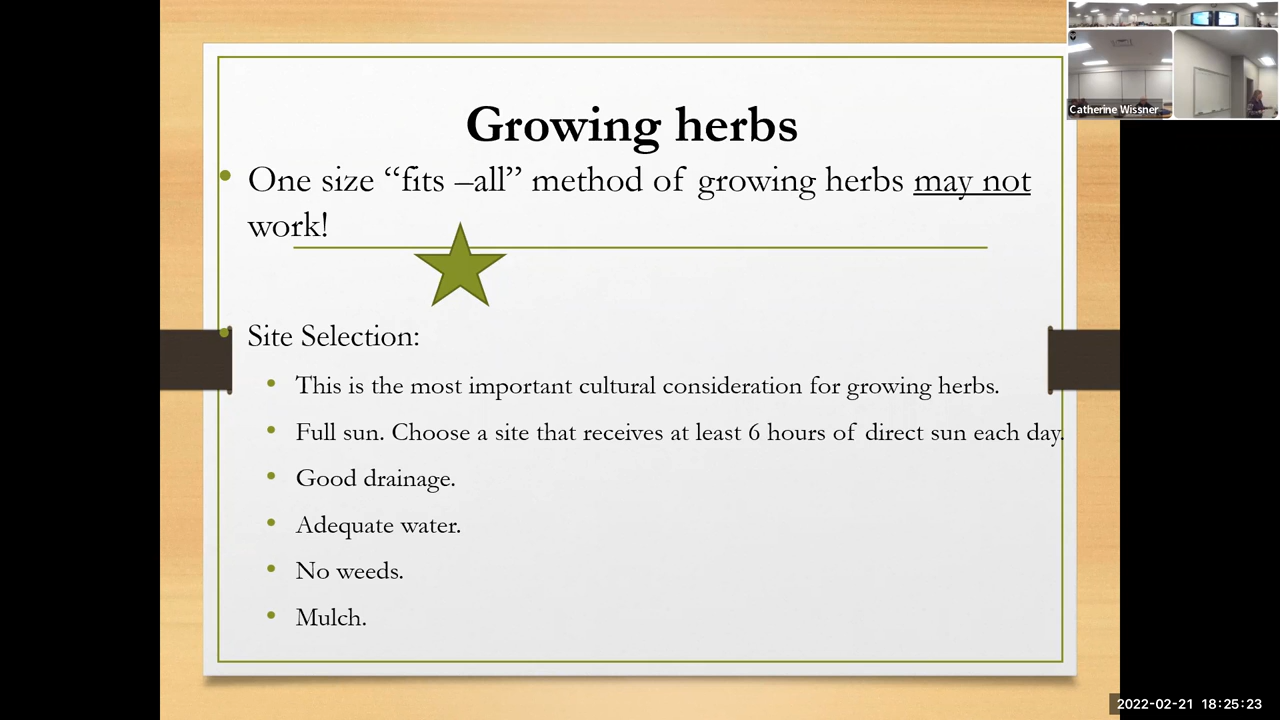 Growing herbs
One size “fits –all” method of growing herbs may not
work!
Site Selection:
This is the most important cultural consideration for growing herbs.
Full sun. Choose a site that receives at least 6 hours of direct sun each day.
Good drainage.
Adequate water.
No weeds.
Mulch.
Catherine Wissner
2022-02-21 18:25:23